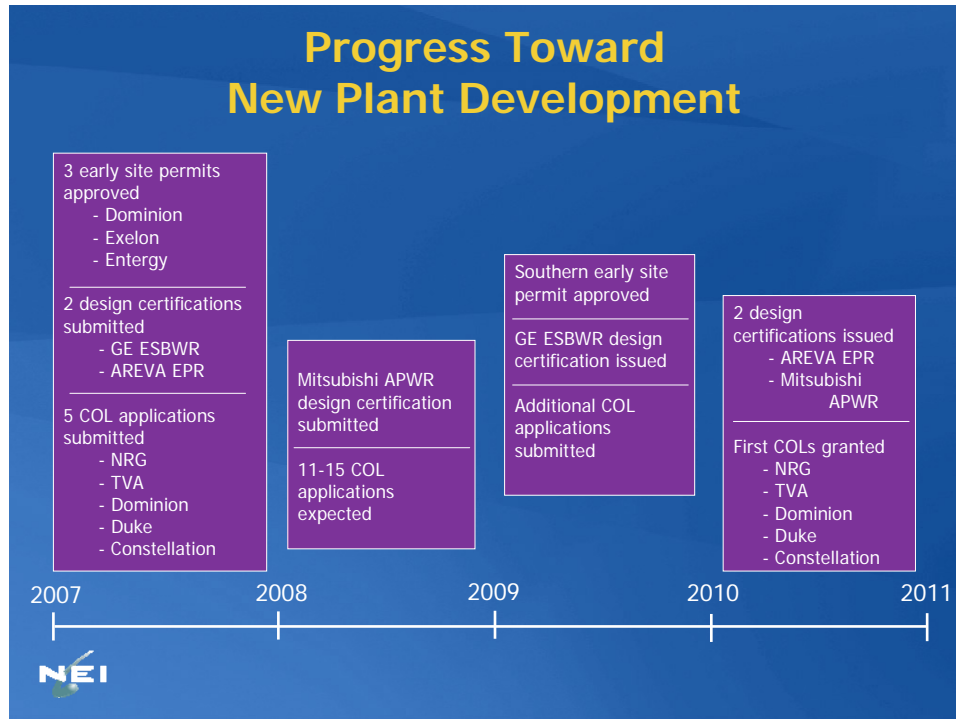 Progress Toward
New Plant Development
3 early site permits
approved
- Dominion
- Exelon
- Entergy
2 design certifications
submitted
- GE ESBWR
- AREVA EPR
5 COL applications
submitted
- NRG
- TVA
- Dominion
- Duke
- Constellation
Mitsubishi APWR
design certification
submitted
11-15 COL
applications
expected
Southern early site
permit approved
GE ESBWR design
certification issued
Additional COL
applications
submitted
2 design
certifications issued
- AREVA EPR
- Mitsubishi
APWR
First COLs granted
- NRG
- TVA
- Dominion
- Duke
- Constellation
2007
2008
2009
2010
2011
NEI